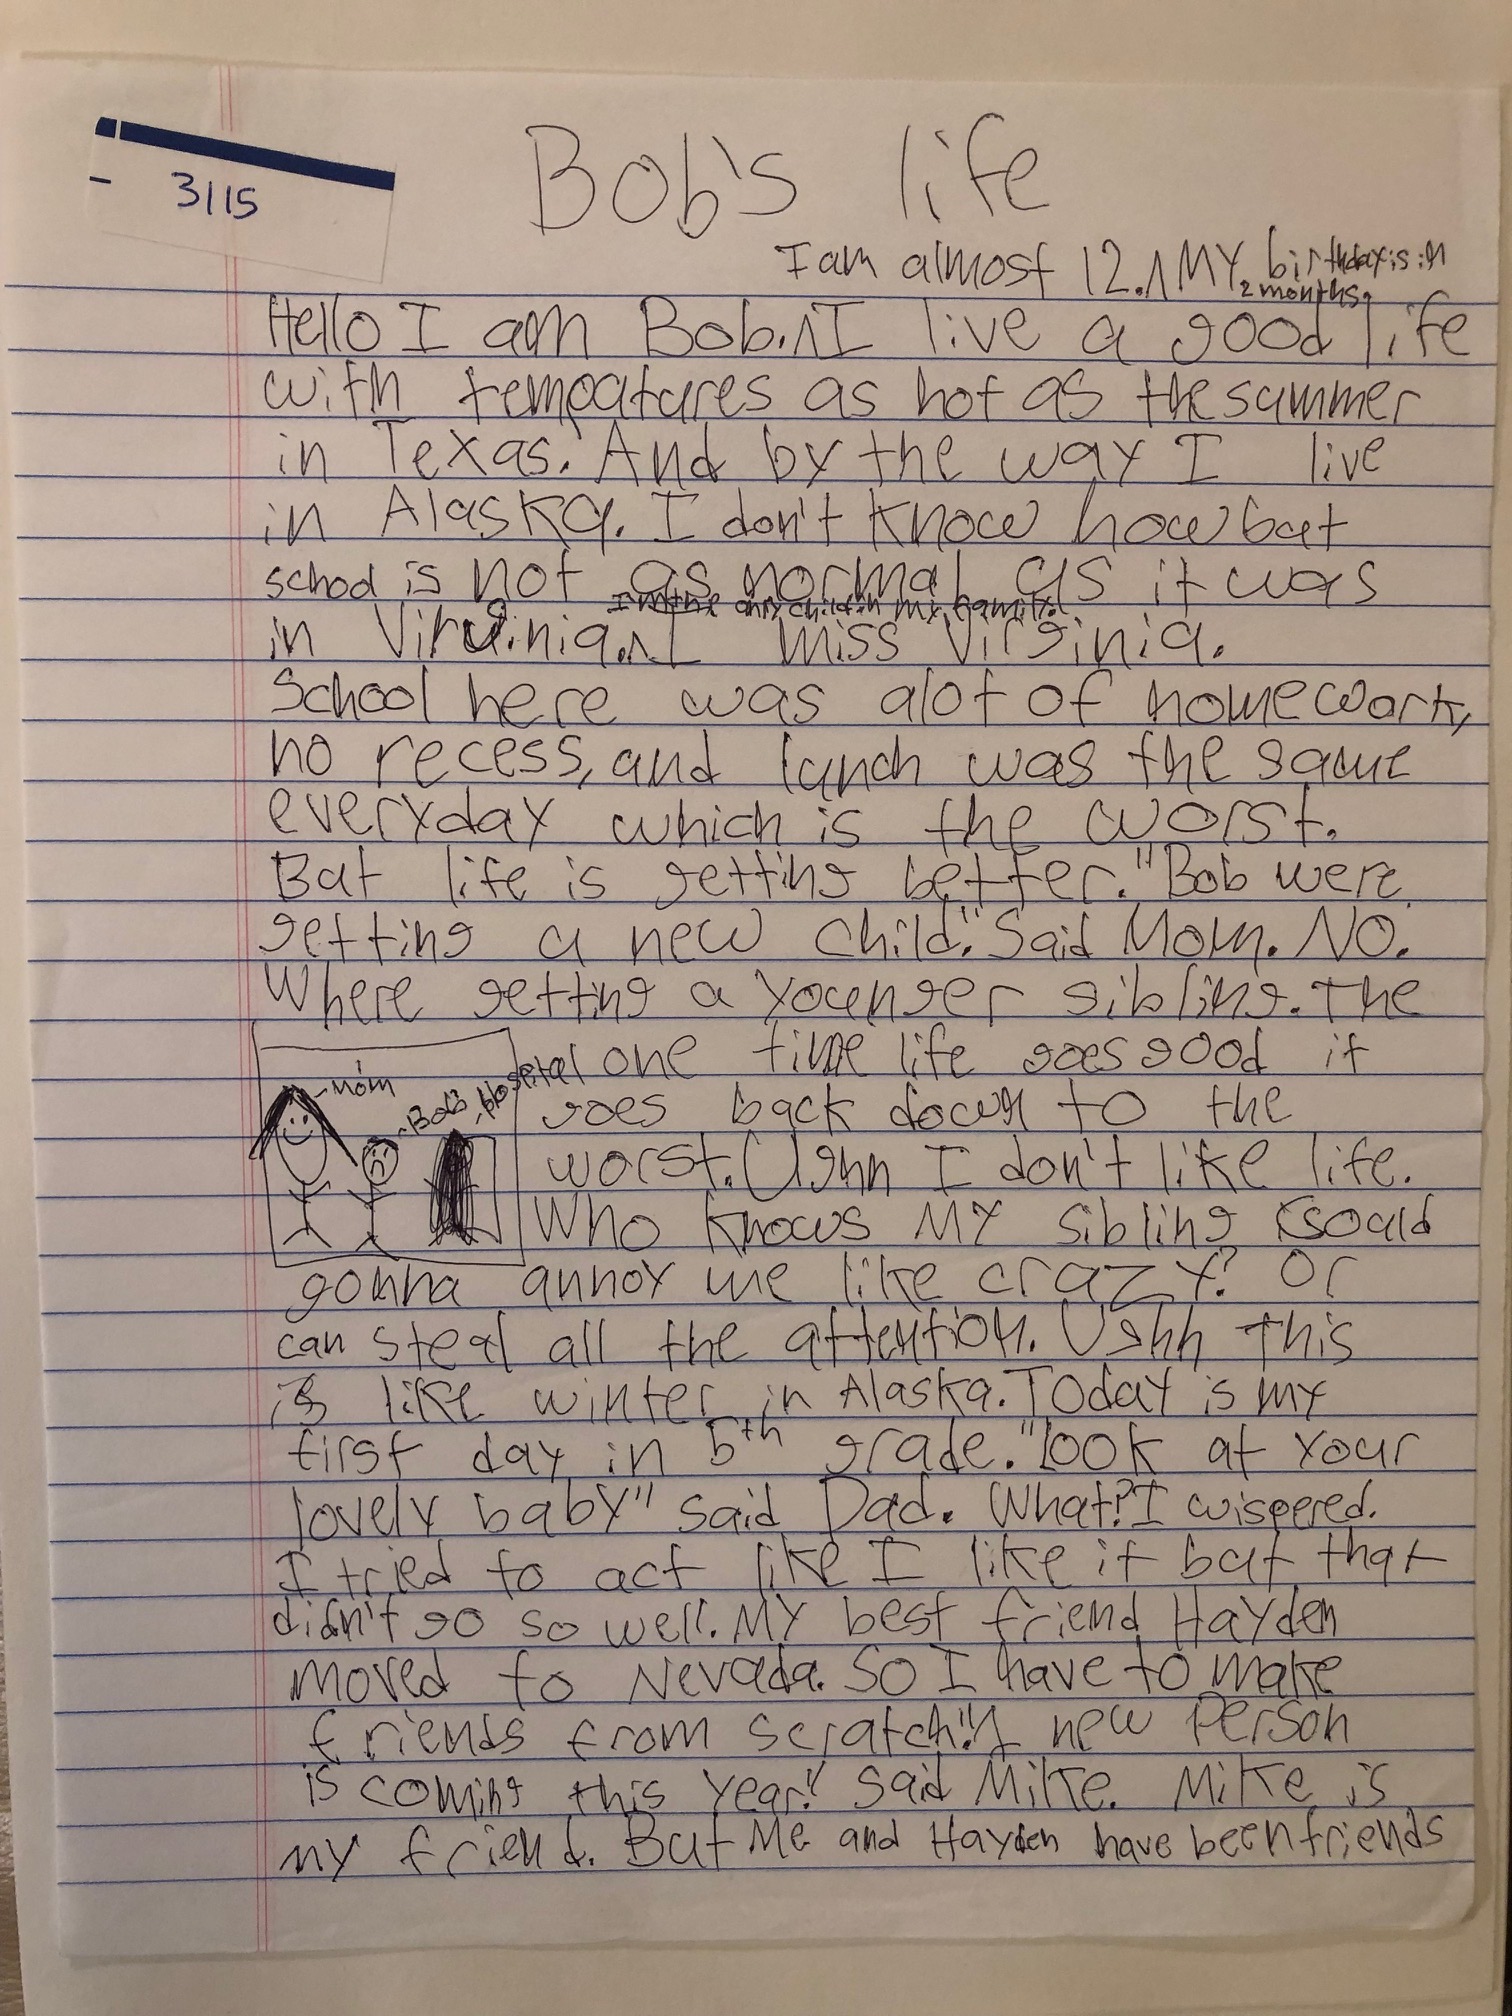 3/15
Bob's life
I am almost 12. ^ My birthday is in
2 months.
Hello I am Bob. ^ I live a good life
with tempatures as hot as the summer
in Texas. And by the way I live
in Alaska. I don't know how but
school is not as normal as it was
I'm the only child in my family.
in Virginia. ^ I miss Virginia.
School here was alot of homework,
no recess, and lunch was the same
everyday which is the worst.
But life is getting better. "Bob were
getting a new child." Said Mom. NO.
Where getting a younger sibling. The
one time life goes good it
Mom
Bob
Hospital
goes back down to the
worst. Ughh I don't like life.
Who knows my sibling could
gonna annoy me like crazy? Or
can steal all the attention. Ughh This
is like winter in Alaska. Today is my
first day in 5th grade. "look at your
lovely baby" said Dad. What? I wispered.
I tried to act like I like it but that
didn't go so well. My best friend Hayden
moved to Nevada. So I have to make
friends from scratch! "A new Person
is coming this year!" Said Mike. Mike is
my friend. But Me and Hayden have been friends